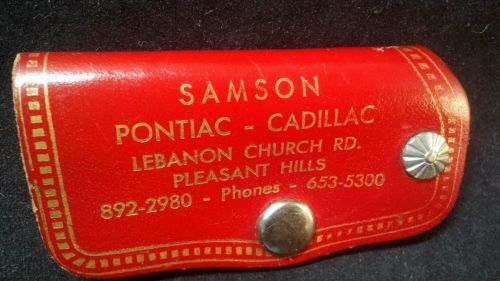 SAMSON
PONTIAC - CADILLAC
LEBANON CHURCH RD.
PLEASANT HILLS
892-2980 - Phones - 653-5300